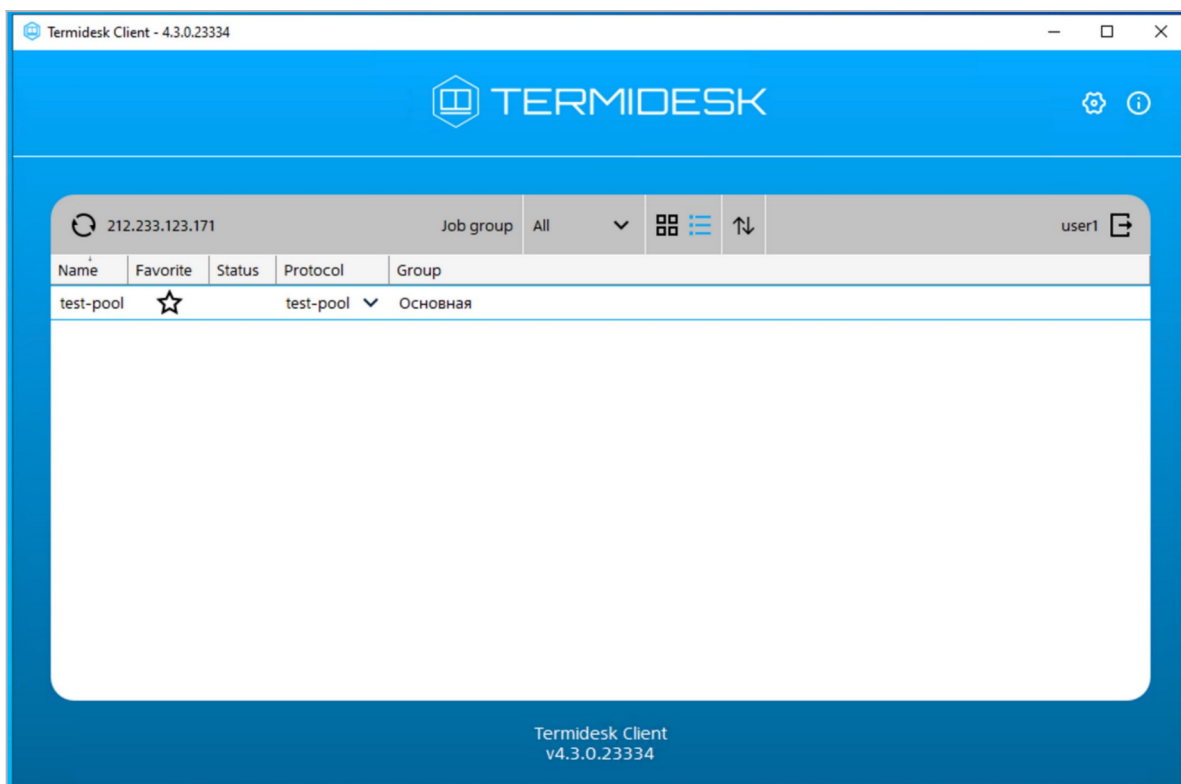 Termidesk Client - 4.3.0.23334
TERMIDESK
212.233.123.171 Job group All user1
Name Favorite Status Protocol Group
test-pool test-pool Основная
Termidesk Client
v4.3.0.23334